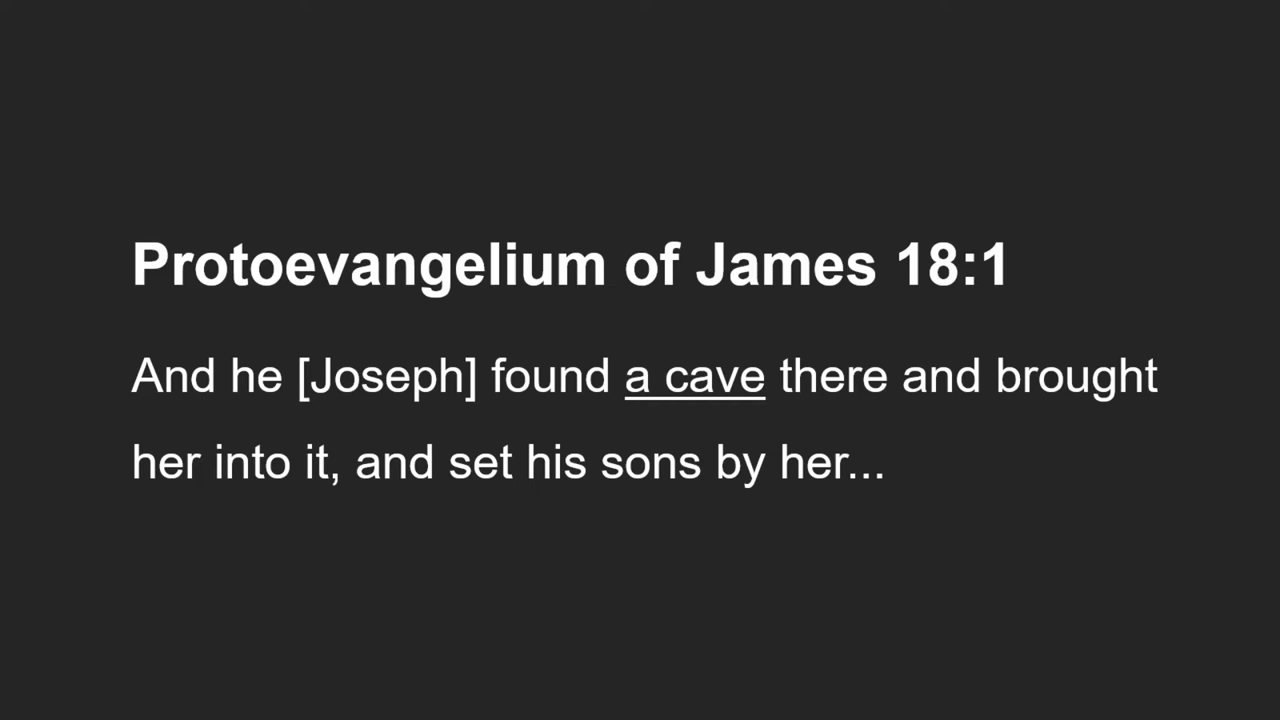 Protoevangelium of James 18:1
And he [Joseph] found a cave there and brought
her into it, and set his sons by her...